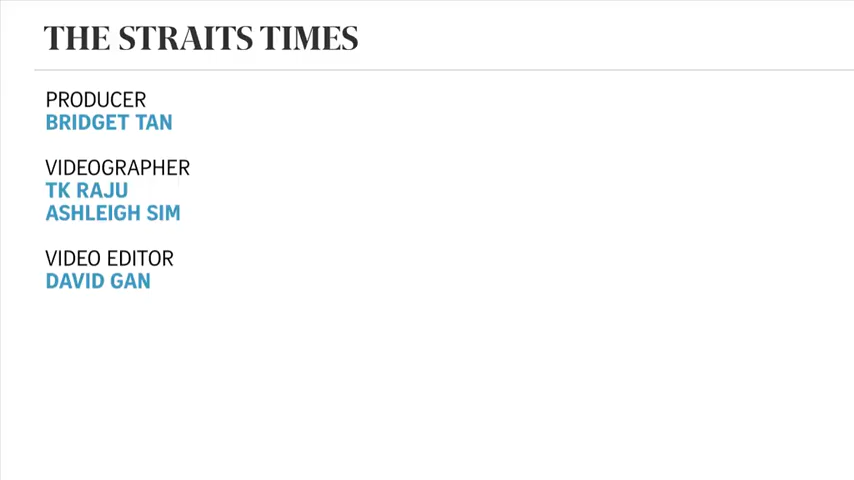 THE STRAITS TIMES
PRODUCER
BRIDGET TAN
VIDEOGRAPHER
TK RAJU
ASHLEIGH SIM
VIDEO EDITOR
DAVID GAN